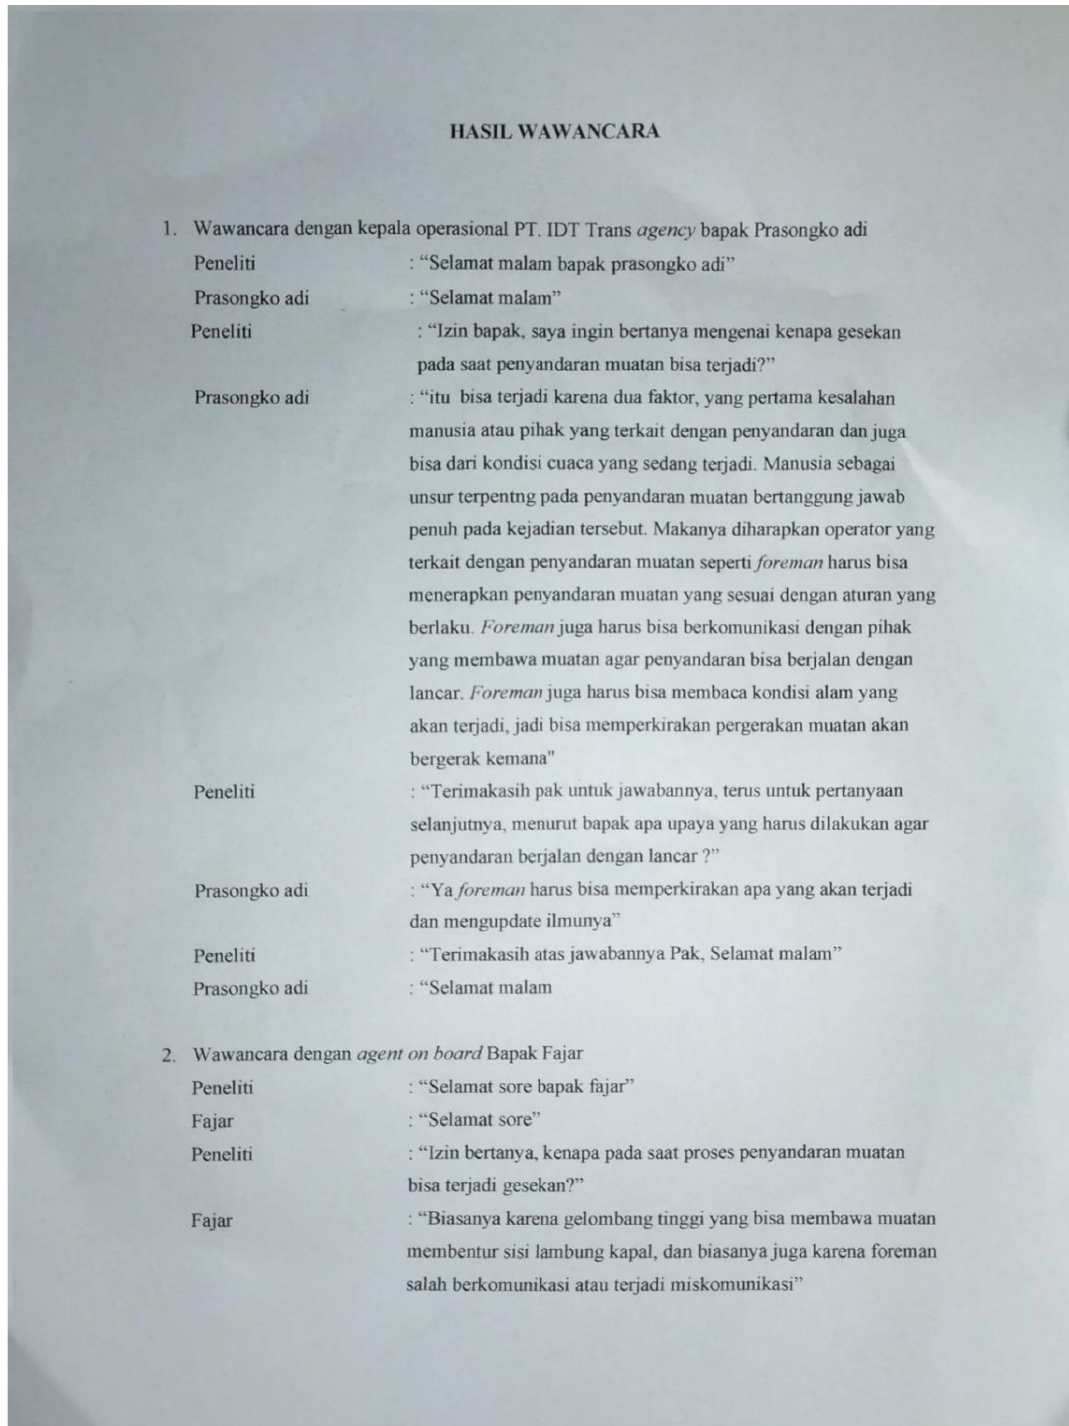 HASIL WAWANCARA
1. Wawancara dengan kepala operasional PT. IDT Trans agency bapak Prasongko adi
Peneliti : “Selamat malam bapak prasongko adi”
Prasongko adi : “Selamat malam”
Peneliti : “Izin bapak, saya ingin bertanya mengenai kenapa gesekan
pada saat penyandaran muatan bisa terjadi?”
Prasongko adi : “itu bisa terjadi karena dua faktor, yang pertama kesalahan
manusia atau pihak yang terkait dengan penyandaran dan juga
bisa dari kondisi cuaca yang sedang terjadi. Manusia sebagai
unsur terpentng pada penyandaran muatan bertanggung jawab
penuh pada kejadian tersebut. Makanya diharapkan operator yang
terkait dengan penyandaran muatan seperti foreman harus bisa
menerapkan penyandaran muatan yang sesuai dengan aturan yang
berlaku. Foreman juga harus bisa berkomunikasi dengan pihak
yang membawa muatan agar penyandaran bisa berjalan dengan
lancar. Foreman juga harus bisa membaca kondisi alam yang
akan terjadi, jadi bisa memperkirakan pergerakan muatan akan
bergerak kemana"
Peneliti : “Terimakasih pak untuk jawabannya, terus untuk pertanyaan
selanjutnya, menurut bapak apa upaya yang harus dilakukan agar
penyandaran berjalan dengan lancar ?”
Prasongko adi : “Ya foreman harus bisa memperkirakan apa yang akan terjadi
dan mengupdate ilmunya”
Peneliti : “Terimakasih atas jawabannya Pak, Selamat malam”
Prasongko adi : “Selamat malam
2. Wawancara dengan agent on board Bapak Fajar
Peneliti : “Selamat sore bapak fajar”
Fajar : “Selamat sore”
Peneliti : “Izin bertanya, kenapa pada saat proses penyandaran muatan
bisa terjadi gesekan?”
Fajar : “Biasanya karena gelombang tinggi yang bisa membawa muatan
membentur sisi lambung kapal, dan biasanya juga karena foreman
salah berkomunikasi atau terjadi miskomunikasi”